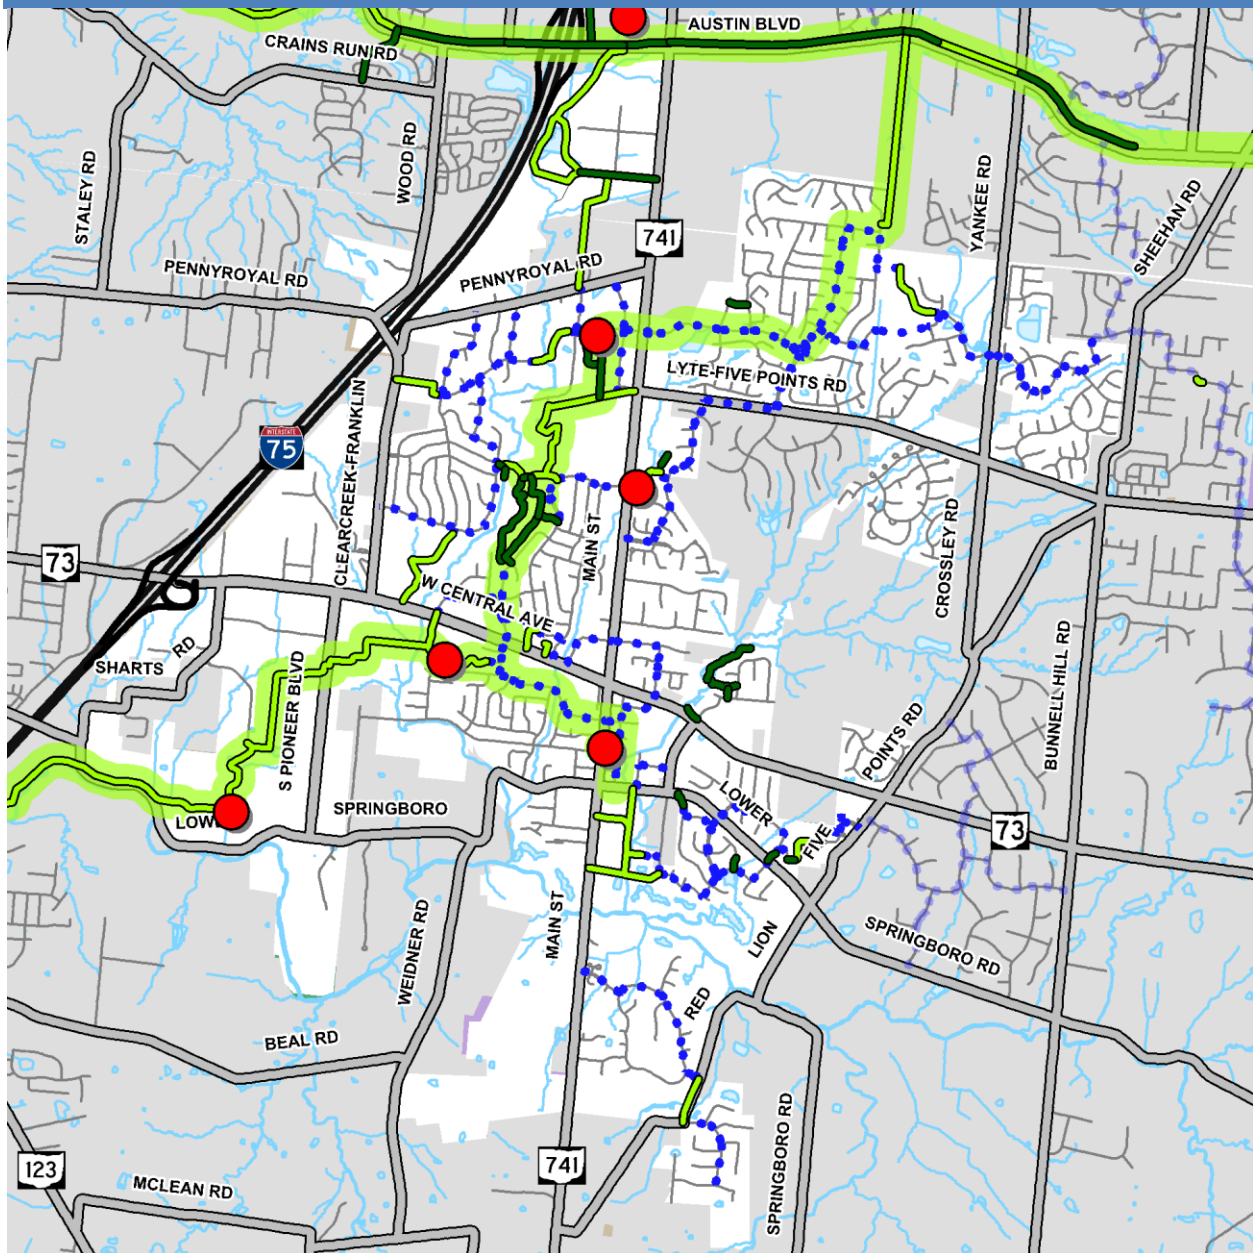 AUSTIN BLVD
CRAINS RUN RD
STALEY RD
WOOD RD
YANKEE RD
SHEEHAN RD
741
PENNYROYAL RD
PENNYROYAL RD
LYTE-FIVE POINTS RD
CLEARCREEK-FRANKLIN
INTERSTATE
75
73
MAIN ST
CROSSLEY RD
W CENTRAL AVE
SHARTS RD
S PIONEER BLVD
BUNNELL HILL RD
POINTS RD
LOWER
SPRINGBORO
FIVE
73
MAIN ST
WEIDNER RD
LION
SPRINGBORO RD
RED
BEAL RD
SPRINGBORO RD
741
123
MCLEAN RD